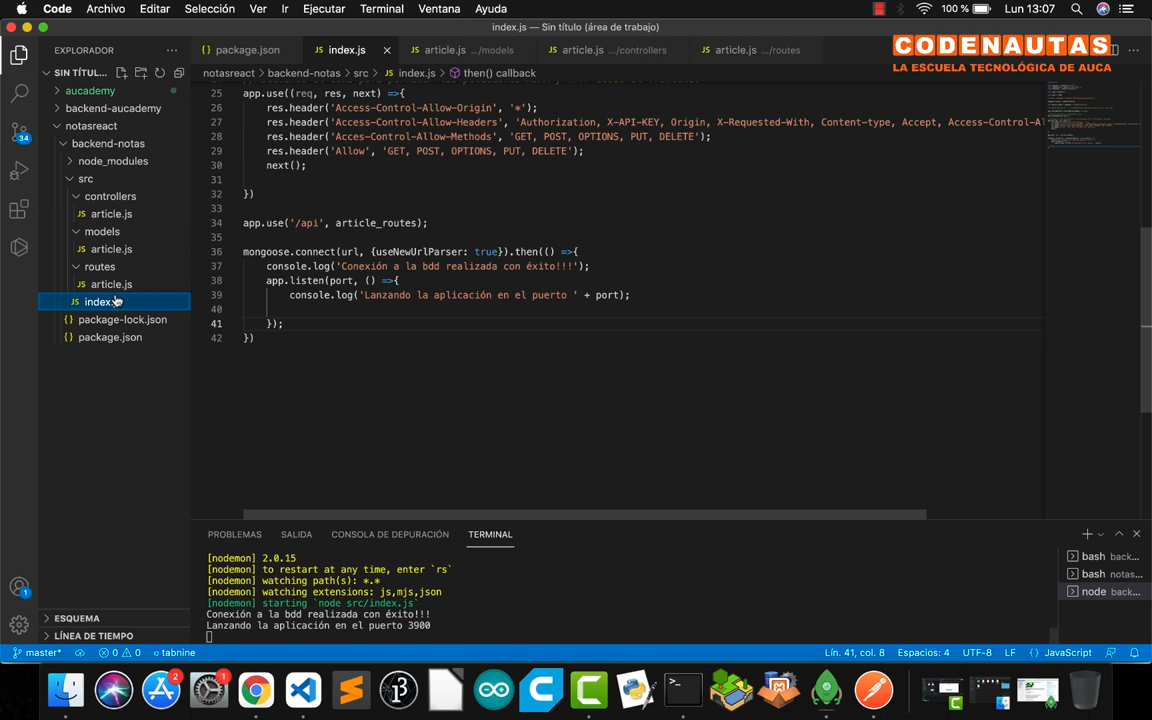 Code Archivo Editar Selección Ver Ir Ejecutar Terminal Ventana Ayuda 100 % Lun 13:07
index.js — Sin título (área de trabajo)
EXPLORADOR
package.json
index.js
article.js .../models
article.js .../controllers
article.js .../routes
CODENAUTAS
LA ESCUELA TECNOLÓGICA DE AUCA
SIN TÍTUL...
notasreact > backend-notas > src > index.js > then() callback
aucademy
backend-aucademy
notasreact
backend-notas
node_modules
src
controllers
article.js
models
article.js
routes
article.js
package-lock.json
package.json
34
25 app.use((req, res, next) =>{
26 res.header('Access-Control-Allow-Origin', '*');
27 res.header('Access-Control-Allow-Headers', 'Authorization, X-API-KEY, Origin, X-Requested-With, Content-type, Accept, Access-Control-Al
28 res.header('Acces-Control-Allow-Methods', 'GET, POST, OPTIONS, PUT, DELETE');
29 res.header('Allow', 'GET, POST, OPTIONS, PUT, DELETE');
30 next();
31
32 })
33
34 app.use('/api', article_routes);
35
36 mongoose.connect(url, {useNewUrlParser: true}).then(() =>{
37 console.log('Conexión a la bdd realizada con éxito!!!');
38 app.listen(port, () =>{
39 console.log('Lanzando la aplicación en el puerto ' + port);
40
41 });
42 })
PROBLEMAS SALIDA CONSOLA DE DEPURACIÓN TERMINAL
[nodemon] 2.0.15
[nodemon] to restart at any time, enter `rs`
[nodemon] watching path(s): *.*
[nodemon] watching extensions: js,mjs,json
[nodemon] starting `node src/index.js`
Conexión a la bdd realizada con éxito!!!
Lanzando la aplicación en el puerto 3900
bash back...
bash notas...
node back...
1
ESQUEMA
LÍNEA DE TIEMPO
master* 0 0 tabnine
Lín. 41, col. 8 Espacios: 4 UTF-8 LF JavaScript
2
1